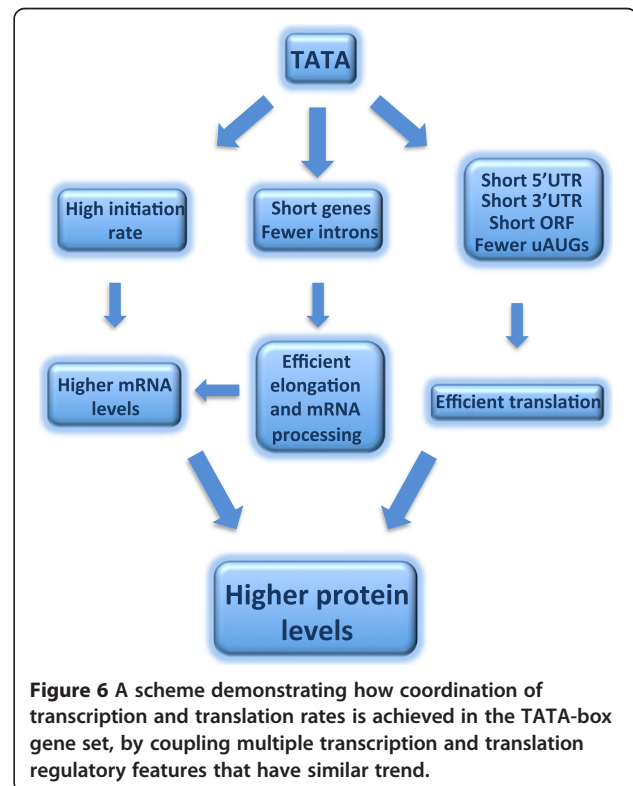 TATA
High initiation
rate
Short genes
Fewer introns
Short 5'UTR
Short 3'UTR
Short ORF
Fewer uAUGs
Higher mRNA
levels
Efficient
elongation
and mRNA
processing
Efficient translation
Higher protein
levels
Figure 6 A scheme demonstrating how coordination of
transcription and translation rates is achieved in the TATA-box
gene set, by coupling multiple transcription and translation
regulatory features that have similar trend.